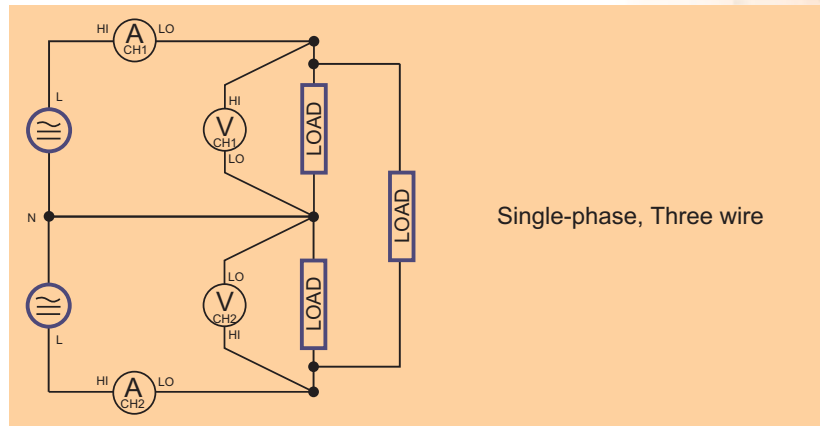 HI A LO
CH1
L
HI
V
CH1
LO
LOAD
LOAD
N
Single-phase, Three wire
LO
V
CH2
HI
LOAD
L
HI A LO
CH2